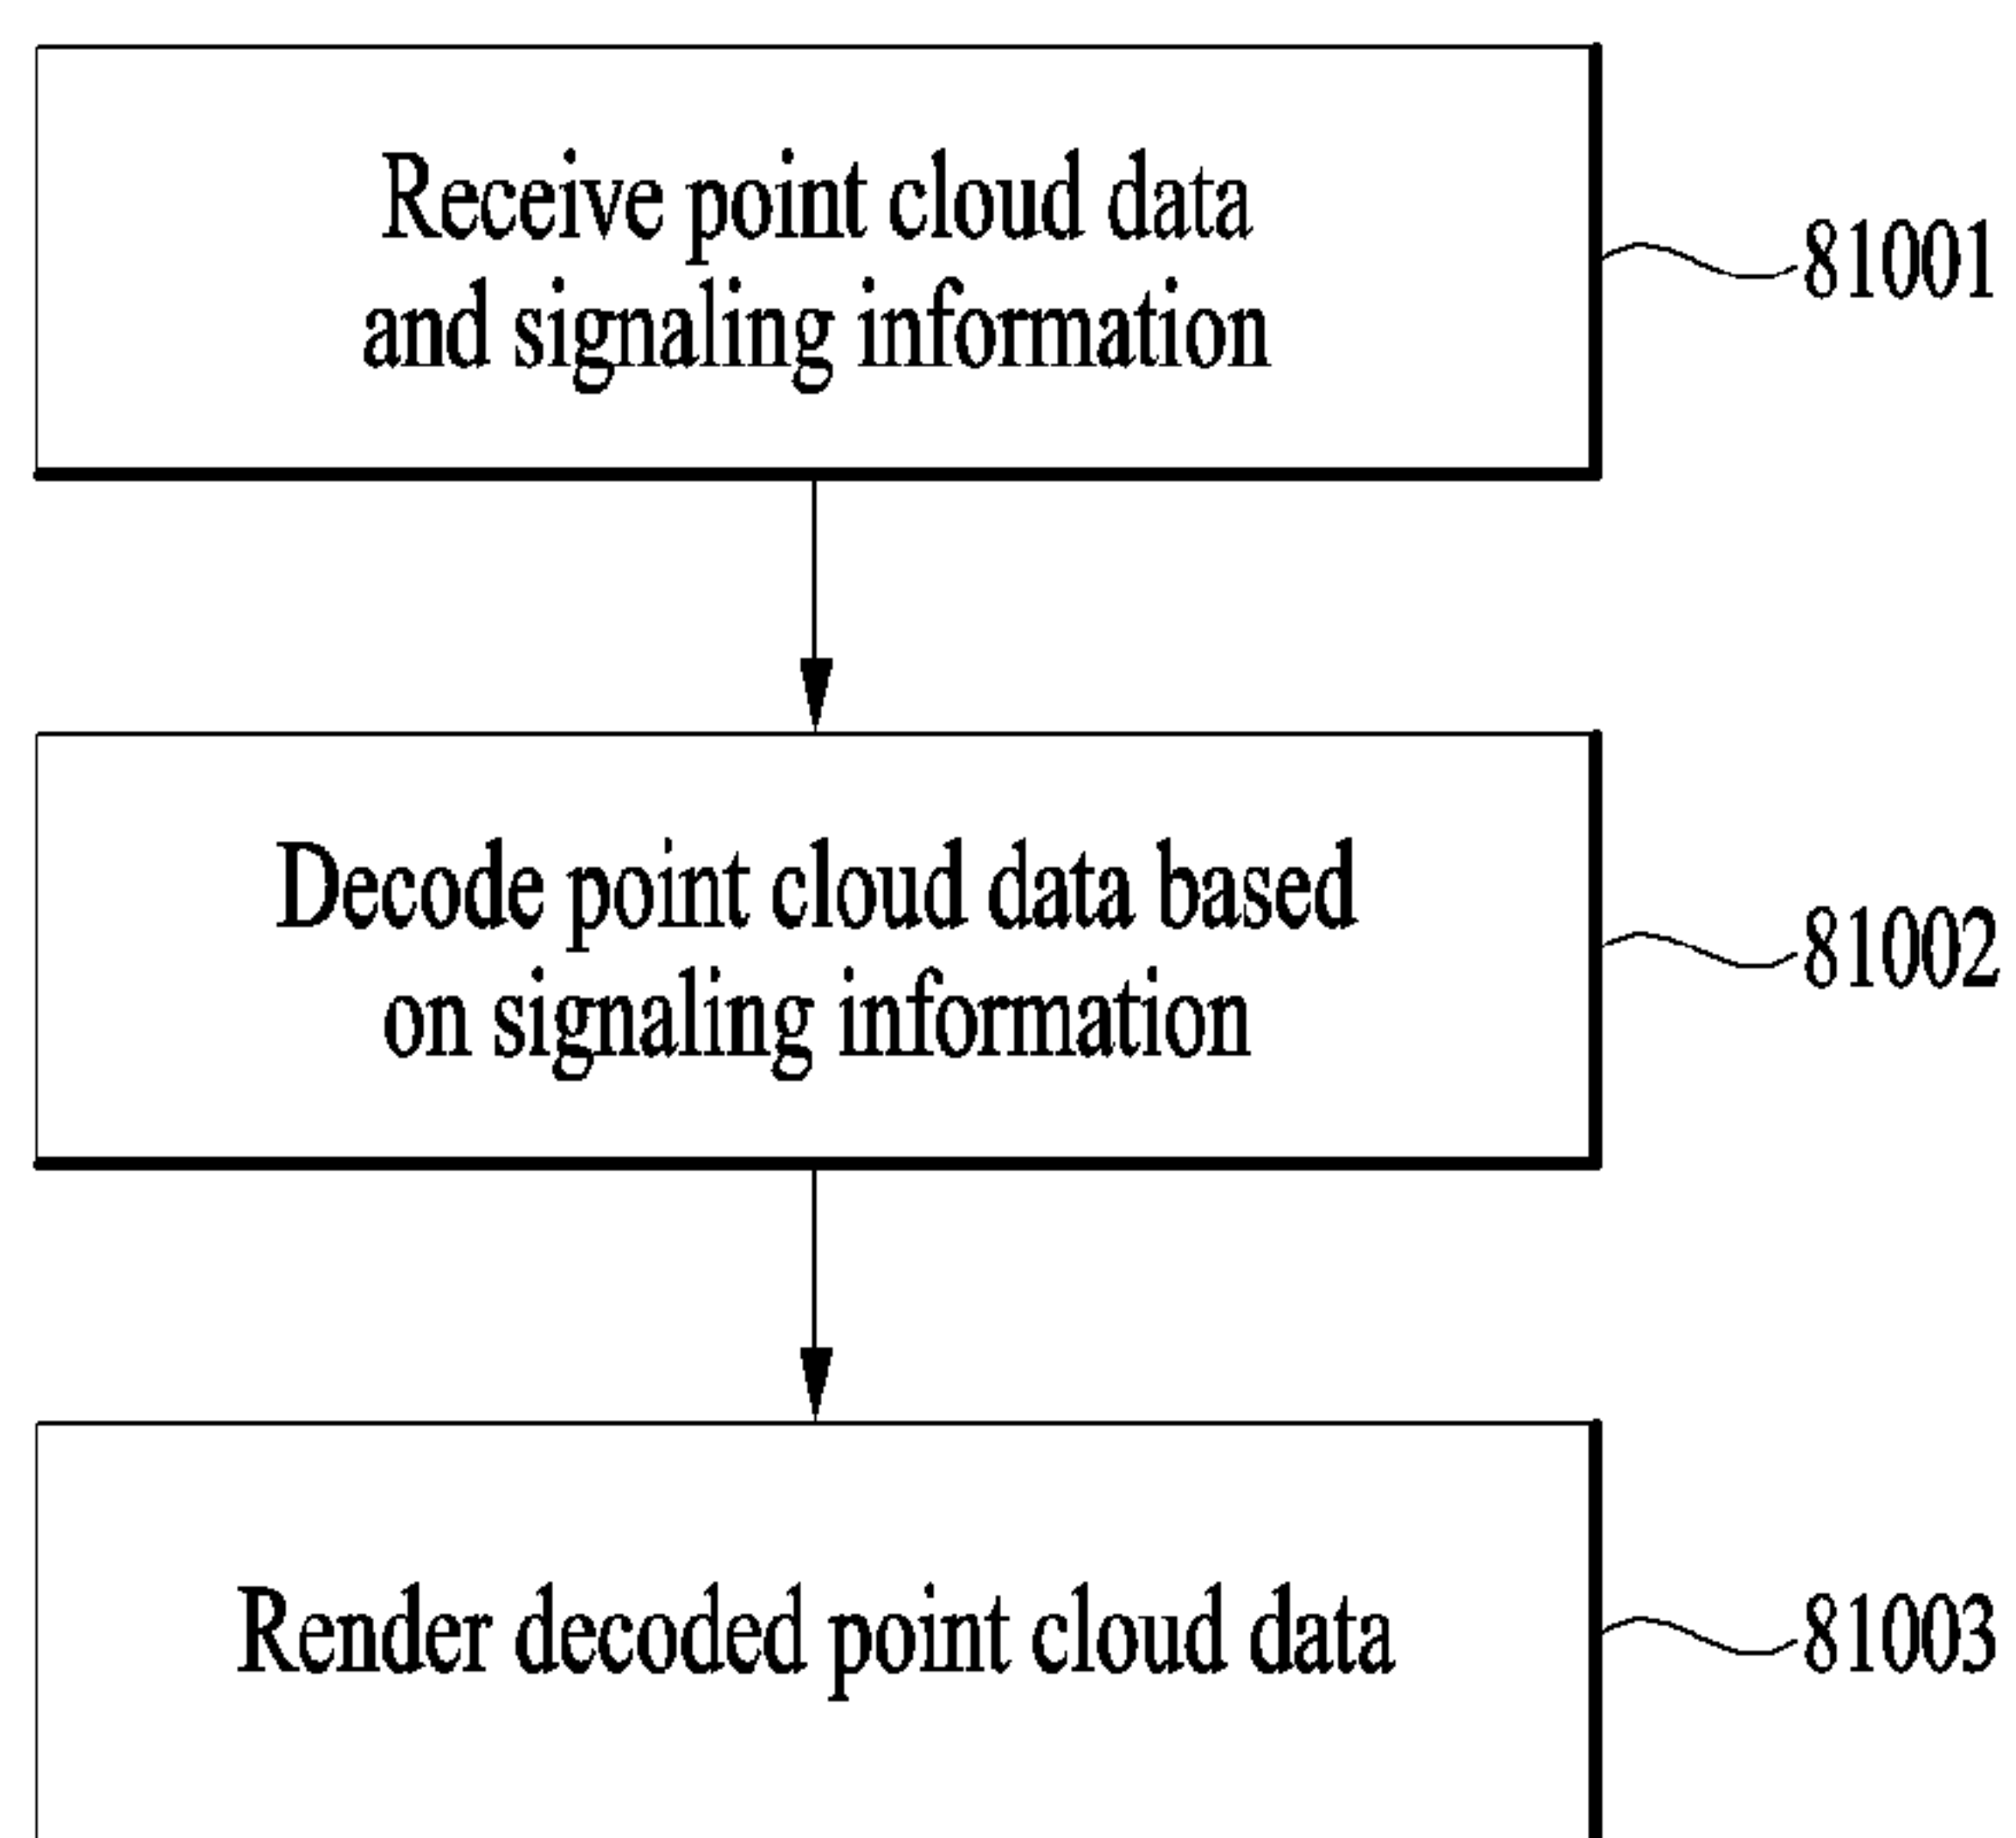 Receive point cloud data
and signaling information
81001
Decode point cloud data based
on signaling information
81002
Render decoded point cloud data
81003